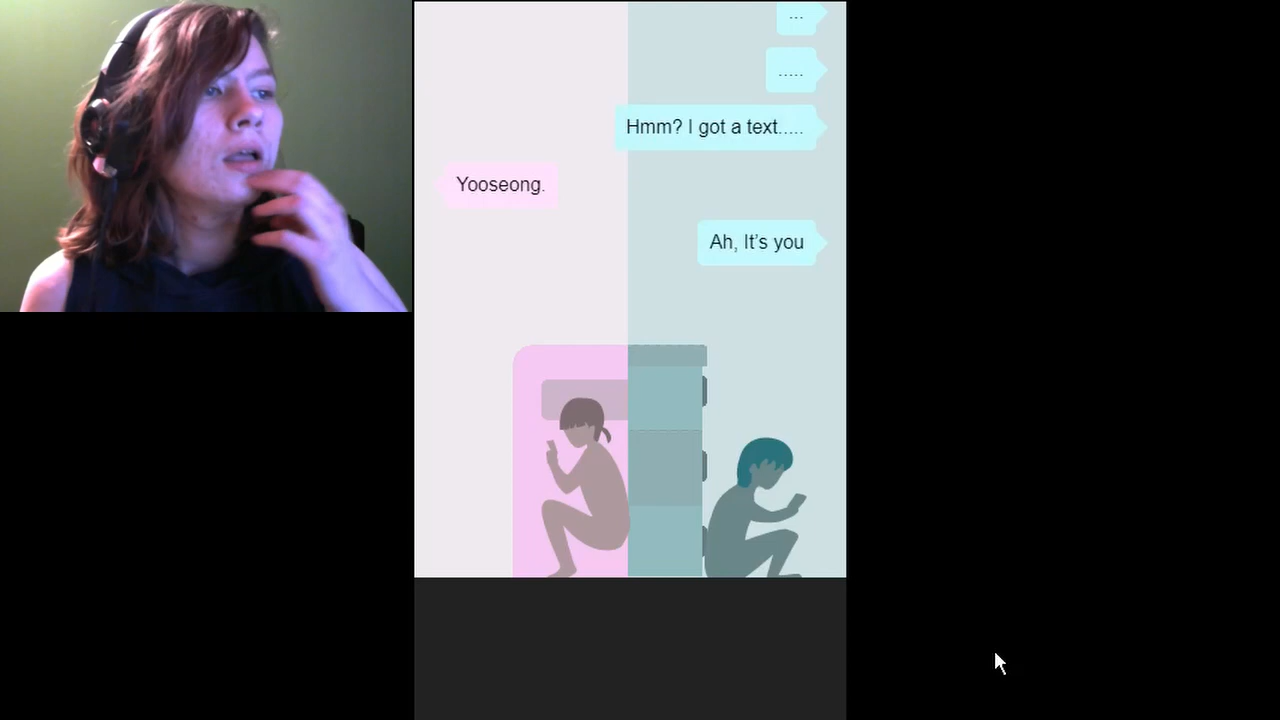 ...
.....
Hmm? I got a text.....
Yooseong.
Ah, It’s you